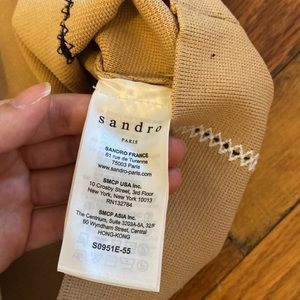 sandro
PARIS
SANDRO FRANCE
61 rue de Turenne
75003 Paris
www.sandro-paris.com
SMCP USA Inc.
10 Crosby Street, 3rd Floor
New York, NY 10013
RN132784
SMCP ASIA Inc.
The Centrium, Suite 3203A-5A, 32/F
60 Wyndham Street, Central
HONG-KONG
S0951E-55